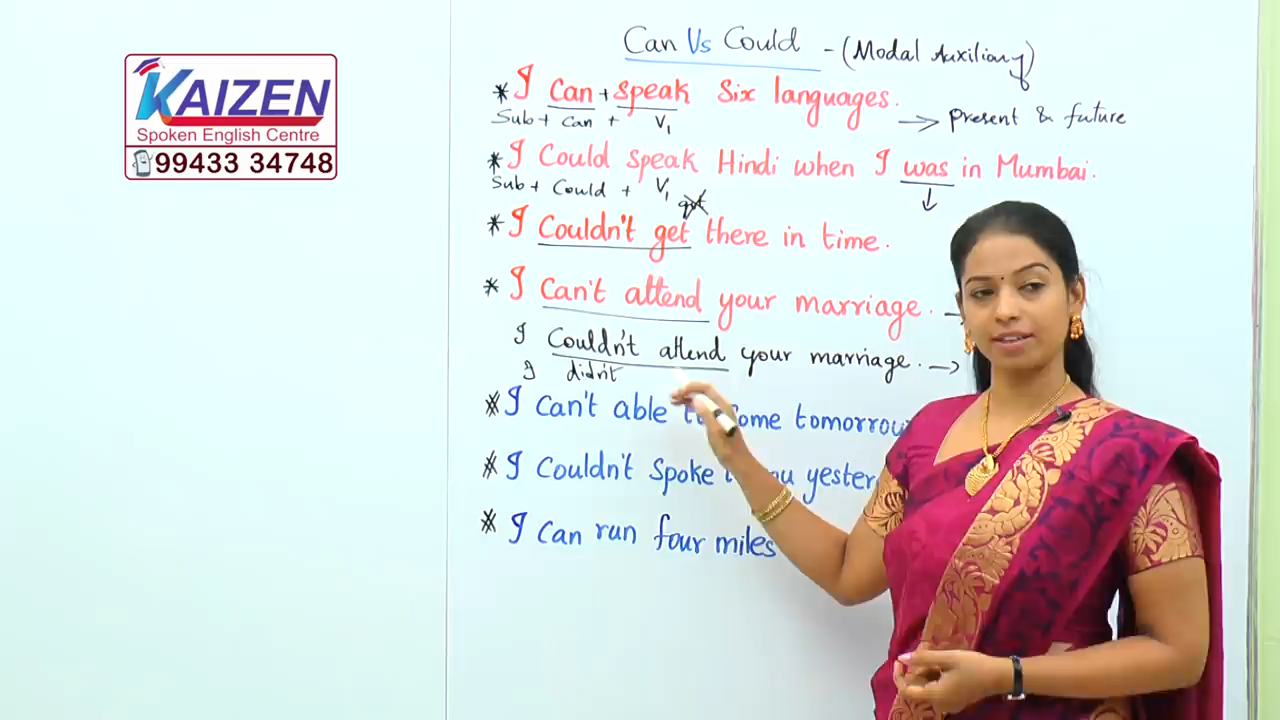 KAIZEN
Spoken English Centre
99433 34748
Can Vs Could - (Modal Auxiliary)
* I Can + speak Six languages.
Sub + Can + V1
→ present & future
* I Could speak Hindi when I was in Mumbai.
Sub + Could + V1
got
* I Couldn't get there in time.
* I Can't attend your marriage.
I Couldn't attend your marriage. →
I didn't
* I Can't able tomorrow
* I Couldn't Spoke
* I Can run four miles